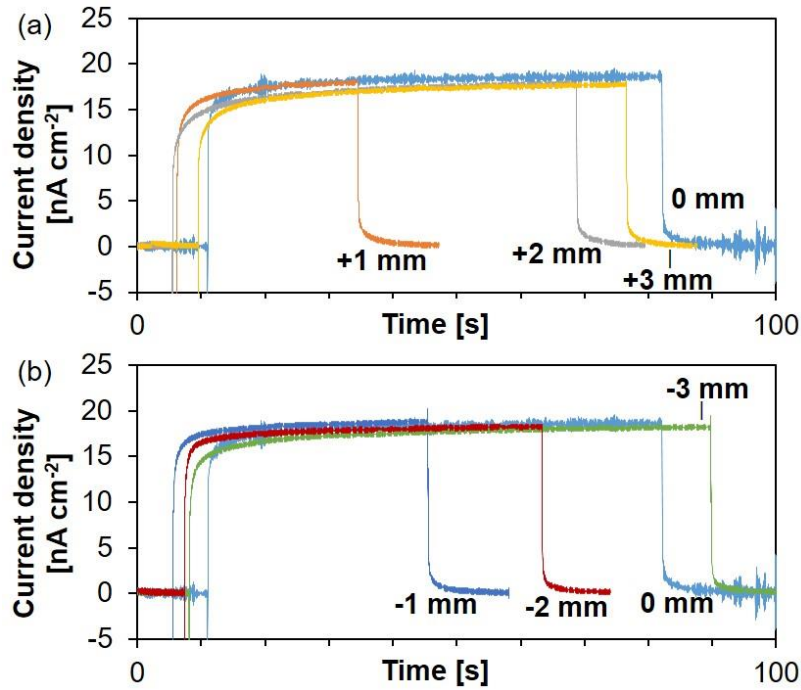 (a)
25
20
15
10
5
0
-5
Current density
[nA cm-2]
0 mm
+1 mm
+2 mm
+3 mm
0
Time [s]
100
(b)
25
20
15
10
5
0
-5
Current density
[nA cm-2]
-3 mm
-1 mm
-2 mm
0 mm
0
Time [s]
100